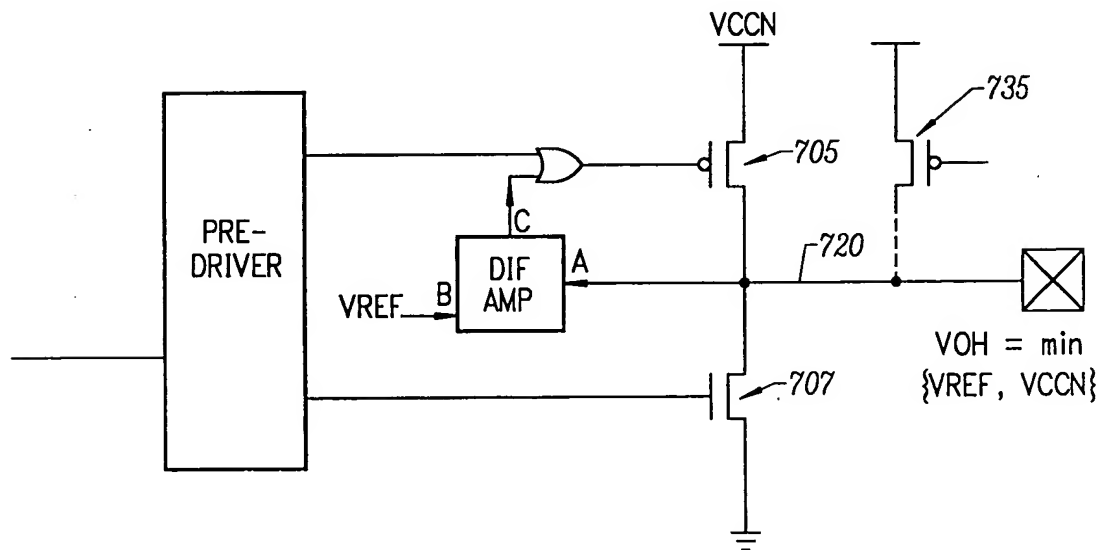 VCCN
735
705
C
PRE-
DRIVER
DIF
AMP
A
720
B
VREF
VOH = min
{VREF, VCCN}
707